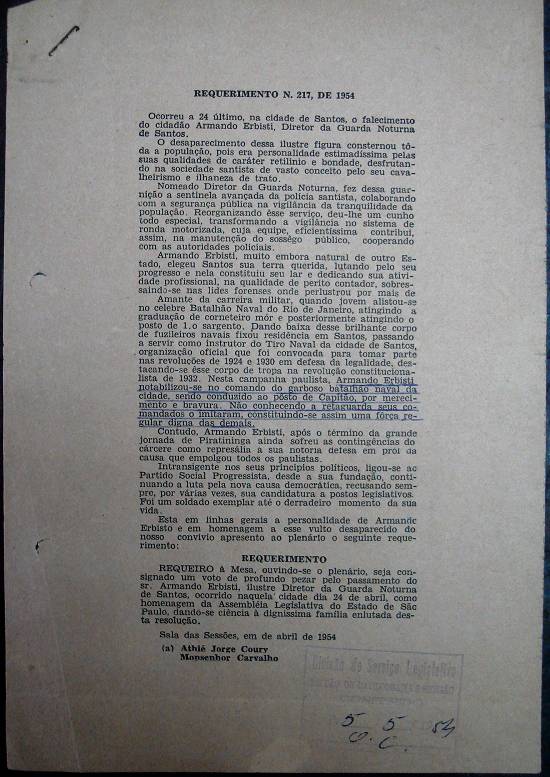 REQUERIMENTO N. 217, DE 1954
Ocorreu a 24 último, na cidade de Santos, o falecimento
do cidadão Armando Erbisti, Diretor da Guarda Noturna
de Santos.
O desaparecimento dessa ilustre figura consternou tô-
da a população, pois era personalidade estimadissima pelas
suas qualidades de caráter retilinio e bondade, desfrutan-
do na sociedade santista de vasto conceito pelo seu cava-
lheirismo e ilhaneza de trato.
Nomeado Diretor da Guarda Noturna, fez dessa guar-
nição a sentinela avançada da policia santista, colaborando
com a segurança pública na vigilância da tranquilidade da
população. Reorganizando êsse serviço, deu-lhe um cunho
todo especial, transformando a vigilância no sistema de
ronda motorizada, cuja equipe, eficientissima contribui,
assim, na manutenção do sossêgo público, cooperando
com as autoridades policiais.
Armando Erbisti, muito embora natural de outro Es-
tado, elegeu Santos sua terra querida, lutando pelo seu
progresso e nela constituiu seu lar e dedicando sua ativi-
dade profissional, na qualidade de perito contador, sobres-
saindo-se nas lides forenses onde perlustrou por mais de
Amante da carreira militar, quando jovem alistou-se
no celebre Batalhão Naval do Rio de Janeiro, atingindo a
graduação de corneteiro mór e posteriormente atingindo o
posto de 1.o sargento. Dando baixa desse brilhante corpo
de fuzileiros navais fixou residência em Santos, passando
a servir como instrutor do Tiro Naval da cidade de Santos,
organização oficial que foi convocada para tomar parte
nas revoluções de 1924 e 1930 em defesa da legalidade, des-
tacando-se êsse corpo de tropa na revolução constituciona-
lista de 1932. Nesta campanha paulista, Armando Erbisti
notabilizou-se no comando do garboso batalhão naval da
cidade, sendo conduzido ao pôsto de Capitão, por mereci-
mento e bravura. Não conhecendo a retaguarda seus co-
mandados o imitaram, constituindo-se assim uma fôrça re-
gular digna das demais.
Contudo, Armando Erbisti, após o término da grande
jornada de Piratininga ainda sofreu as contingências do
cárcere como represália a sua notoria defesa em prol da
causa que empolgou todos os paulistas.
Intransigente nos seus principios politicos, ligou-se ao
Partido Social Progressista, desde a sua fundação, conti-
nuando a luta pela nova causa democrática, recusando sem-
pre, por várias vezes, sua candidatura a postos legislativos.
Foi um soldado exemplar até o derradeiro momento da sua
vida.
Esta em linhas gerais a personalidade de Armando
Erbisto e em homenagem a esse vulto desaparecido do
nosso convivio apresento ao plenário o seguinte reque-
rimento:
REQUERIMENTO
REQUEIRO à Mesa, ouvindo-se o plenário, seja con-
signado um voto de profundo pezar pelo passamento do
sr. Armando Erbisti, ilustre Diretor da Guarda Noturna
de Santos, ocorrido naquela cidade dia 24 de abril, como
homenagem da Assembléia Legislativa do Estado de São
Paulo, dando-se ciência à dignissima família enlutada des-
ta resolução.
Sala das Sessões, em de abril de 1954
(a) Athié Jorge Coury
Monsenhor Carvalho
Divisão do Serviço Legislativo
5 5 54